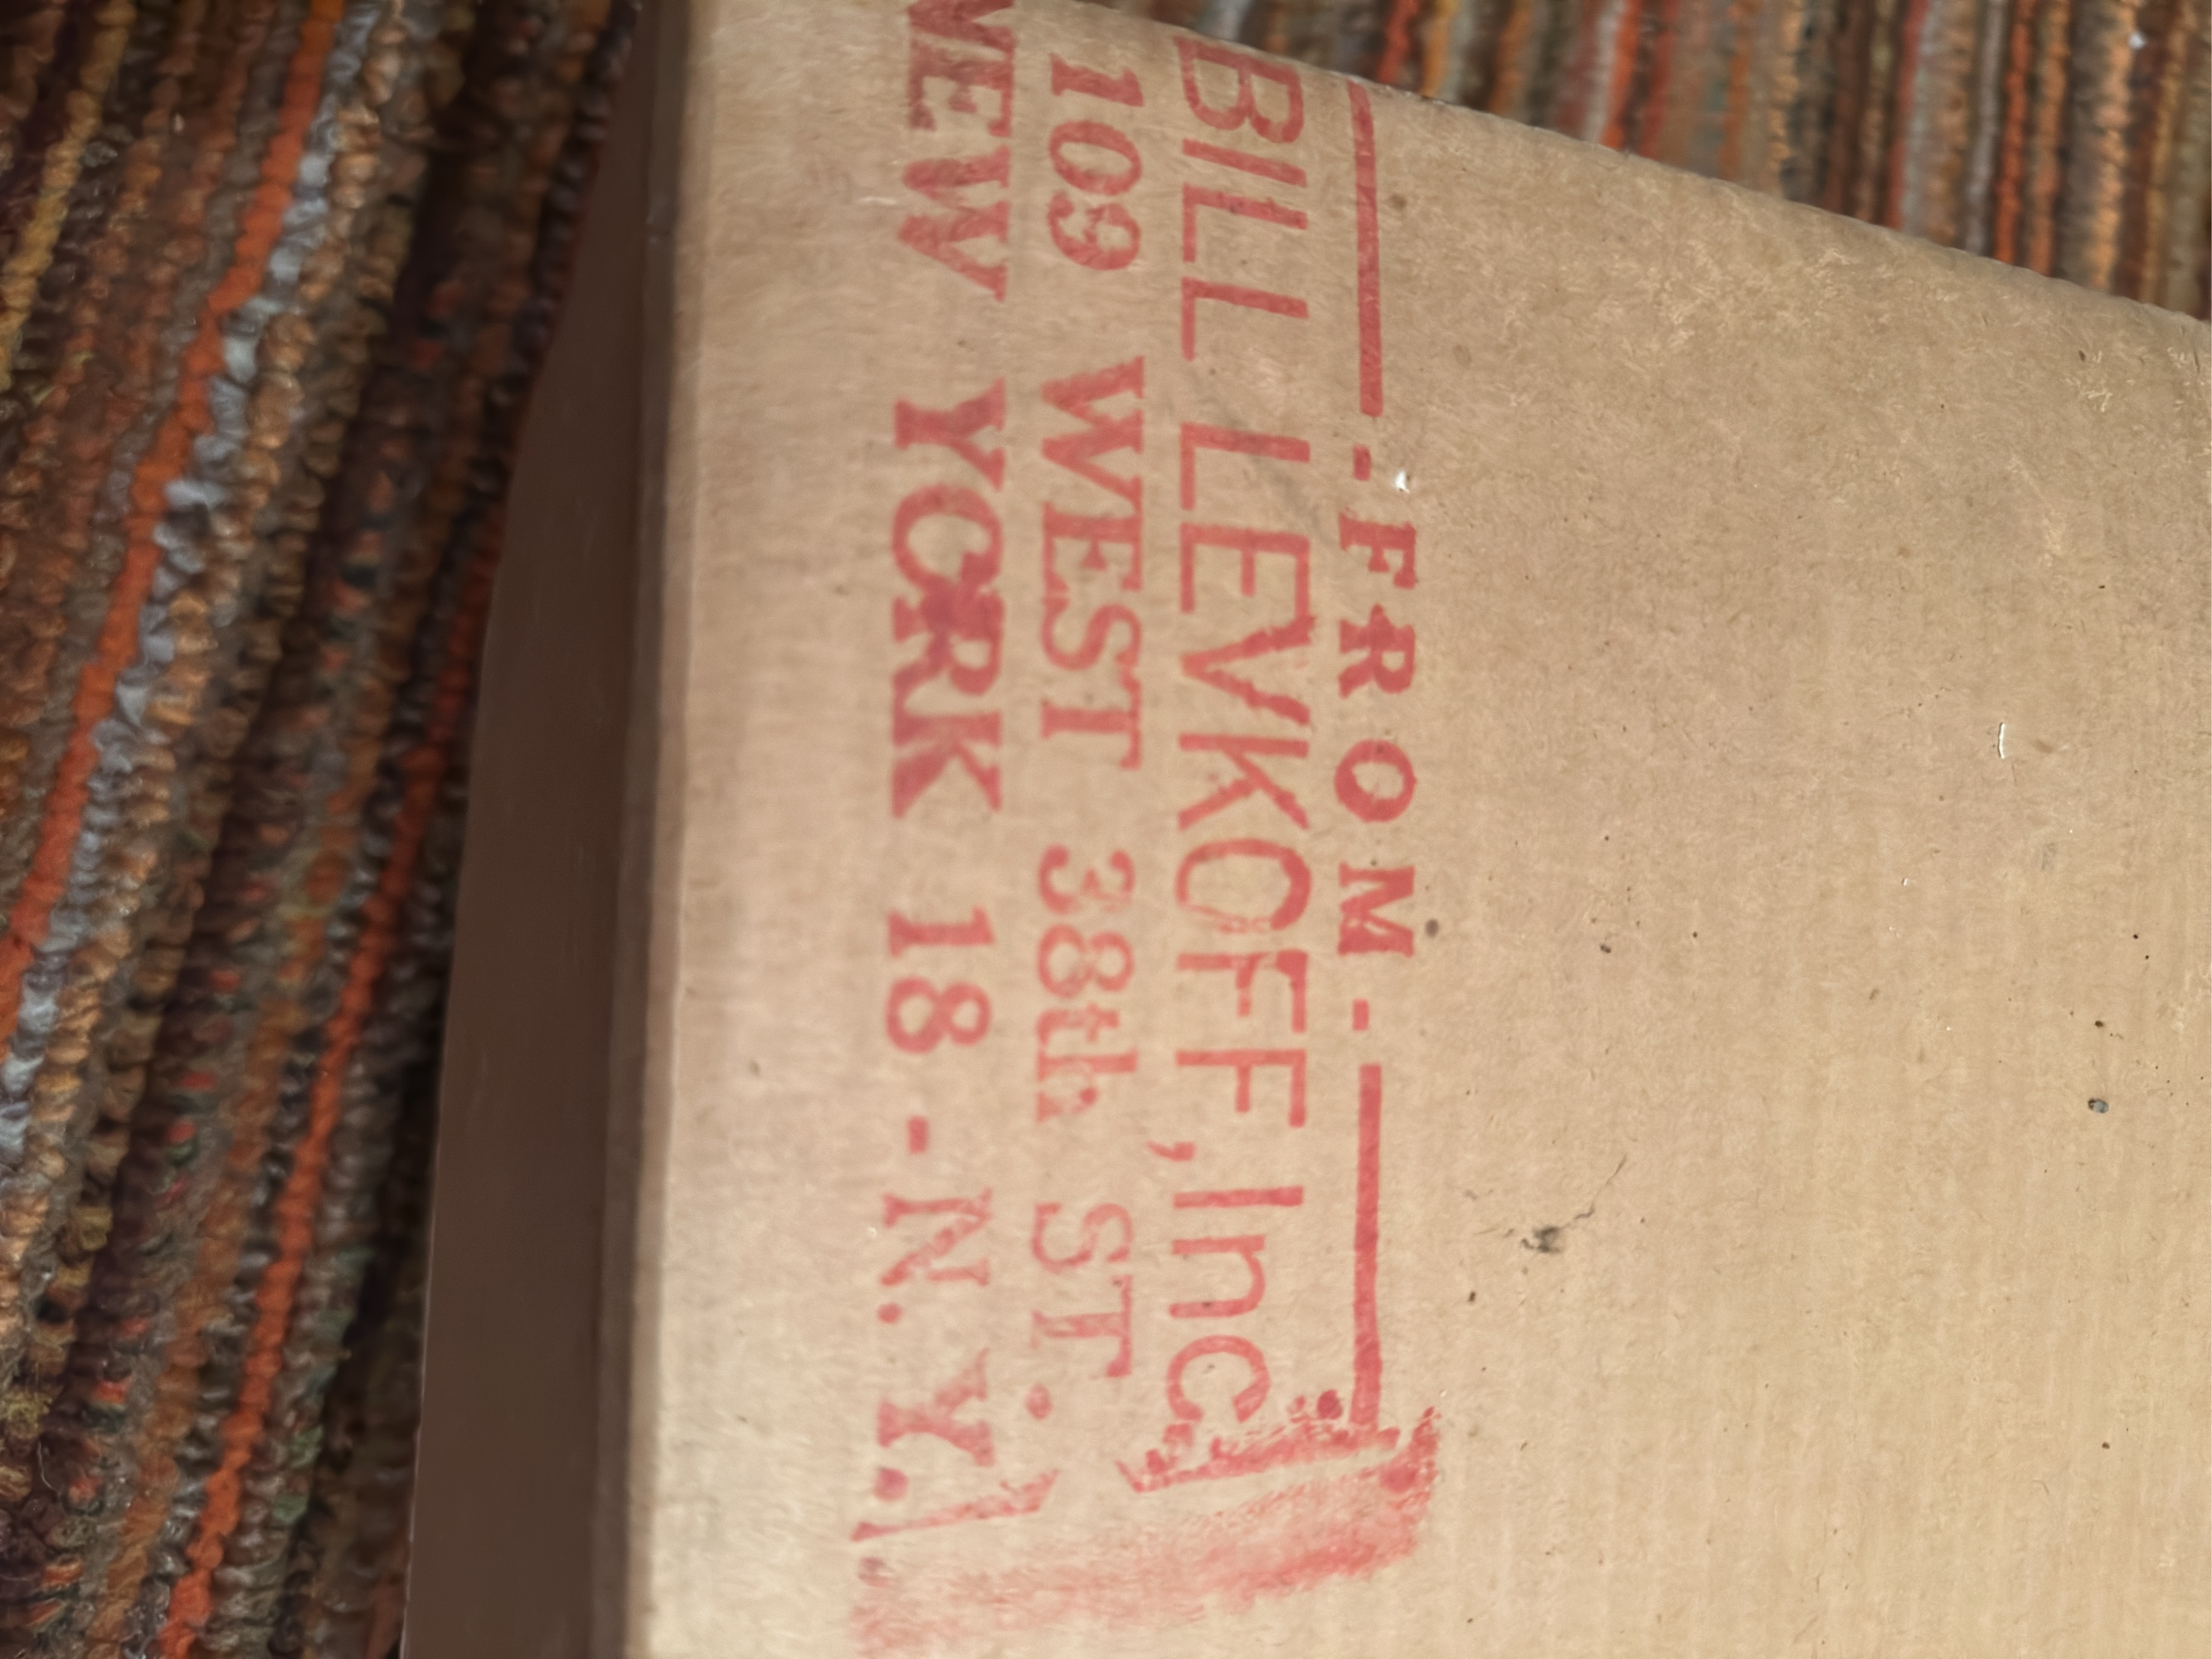 -FROM-
BILL LEVKOFF, Inc.
109 WEST 38th ST.
NEW YORK 18 - N.Y.